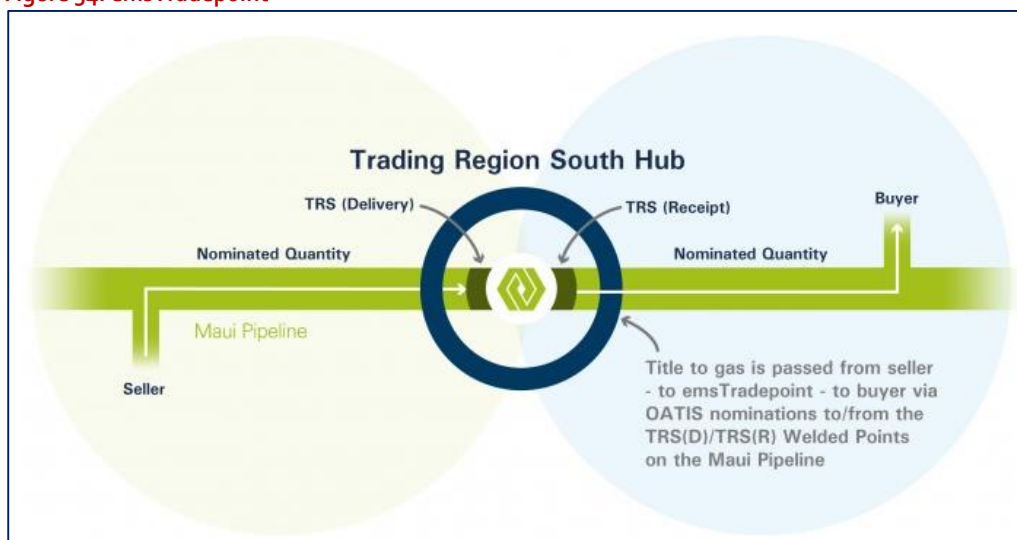 Trading Region South Hub
TRS (Delivery)
TRS (Receipt)
Buyer
Nominated Quantity
Nominated Quantity
Maui Pipeline
Seller
Title to gas is passed from seller
- to emsTradepoint - to buyer via
OATIS nominations to/from the
TRS(D)/TRS(R) Welded Points
on the Maui Pipeline